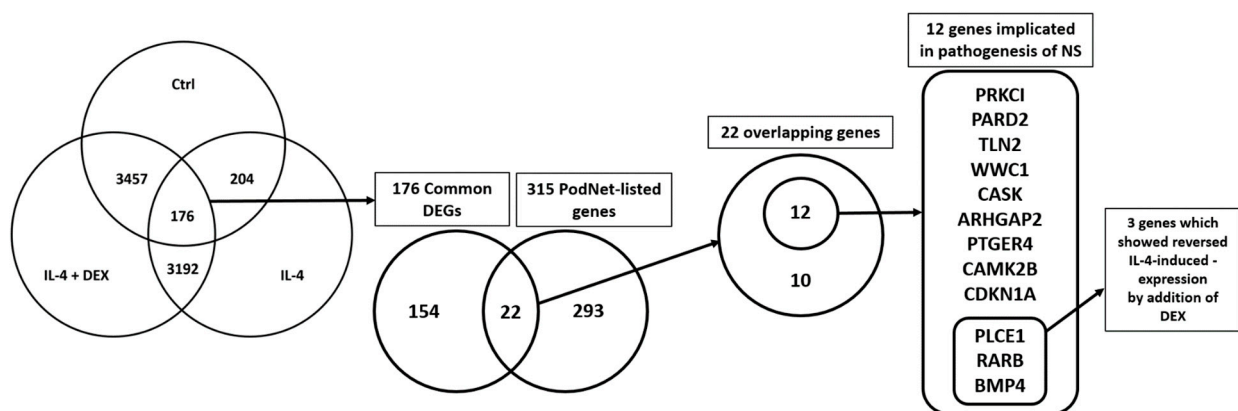 Ctrl
3457
204
176
IL-4 + DEX
3192
IL-4
176 Common
DEGs
315 PodNet-listed
genes
154
22
293
22 overlapping genes
12
10
12 genes implicated
in pathogenesis of NS
PRKCI
PARD2
TLN2
WWC1
CASK
ARHGAP2
PTGER4
CAMK2B
CDKN1A
PLCE1
RARB
BMP4
3 genes which
showed reversed
IL-4-induced -
expression
by addition of
DEX